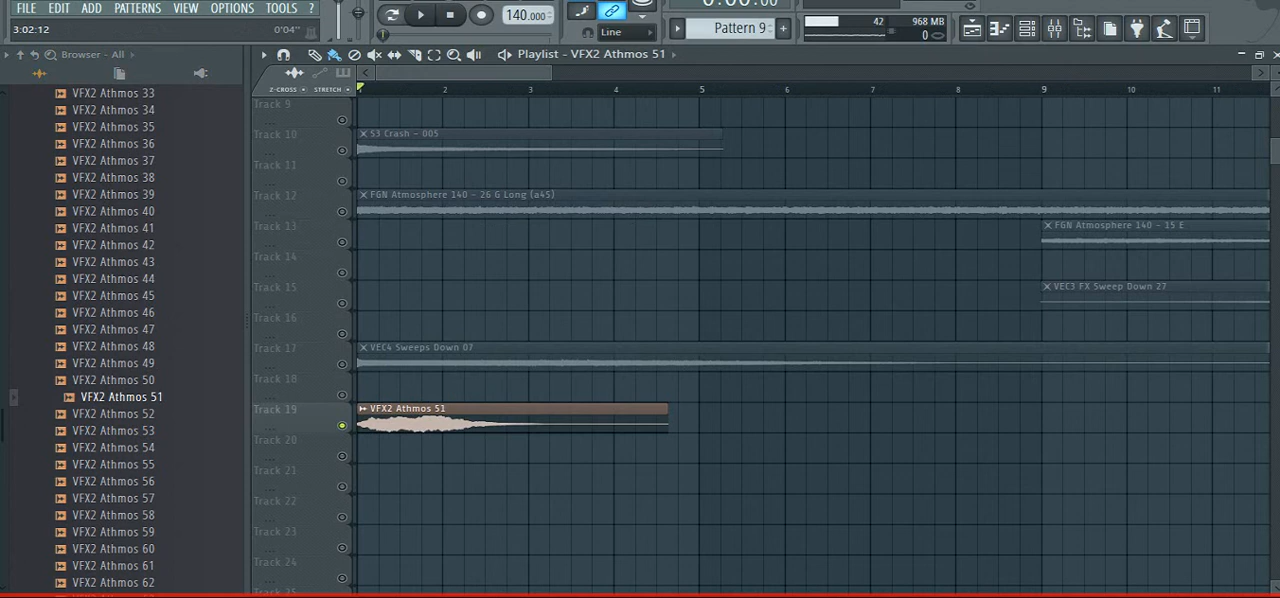 FILE EDIT ADD PATTERNS VIEW OPTIONS TOOLS ?
140.000
Line
Pattern 9
42
968 MB
0
3:02:12
0'04"
Browser - All
Playlist - VFX2 Athmos 51
Z-CROSS STRETCH
2 3 4 5 6 7 8 9 10 11
VFX2 Athmos 33
VFX2 Athmos 34
VFX2 Athmos 35
VFX2 Athmos 36
VFX2 Athmos 37
VFX2 Athmos 38
VFX2 Athmos 39
VFX2 Athmos 40
VFX2 Athmos 41
VFX2 Athmos 42
VFX2 Athmos 43
VFX2 Athmos 44
VFX2 Athmos 45
VFX2 Athmos 46
VFX2 Athmos 47
VFX2 Athmos 48
VFX2 Athmos 49
VFX2 Athmos 50
VFX2 Athmos 51
VFX2 Athmos 52
VFX2 Athmos 53
VFX2 Athmos 54
VFX2 Athmos 55
VFX2 Athmos 56
VFX2 Athmos 57
VFX2 Athmos 58
VFX2 Athmos 59
VFX2 Athmos 60
VFX2 Athmos 61
VFX2 Athmos 62
Track 9
Track 10
53 Crash - 005
Track 11
Track 12
FGN Atmosphere 140 - 26 G Long (a45)
Track 13
FGN Atmosphere 140 - 15 E
Track 14
Track 15
VEC3 FX Sweep Down 27
Track 16
Track 17
VEC4 Sweeps Down 07
Track 18
Track 19
VFX2 Athmos 51
Track 20
Track 21
Track 22
Track 23
Track 24